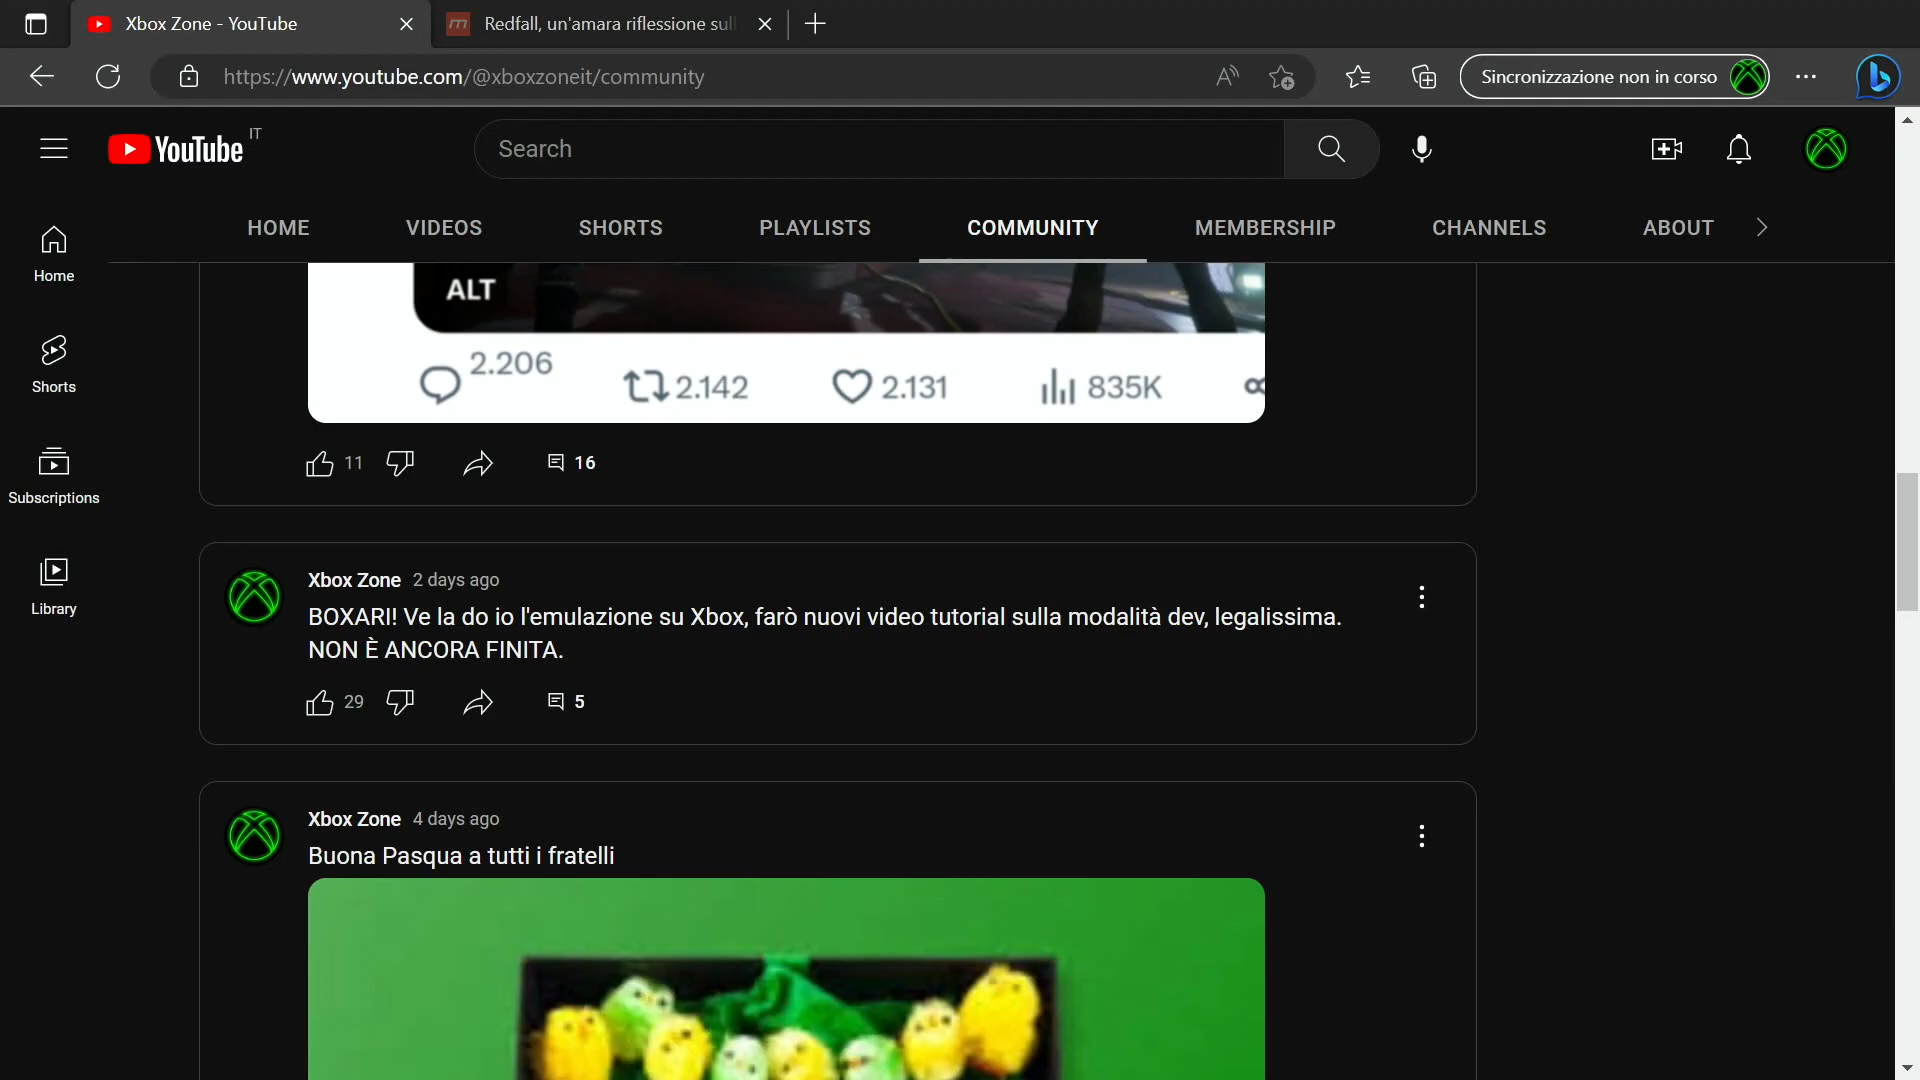 Xbox Zone - YouTube
Redfall, un'amara riflessione sul
https://www.youtube.com/@xboxzoneit/community
Sincronizzazione non in corso
YouTube IT
Search
HOME VIDEOS SHORTS PLAYLISTS COMMUNITY MEMBERSHIP CHANNELS ABOUT
Home
Shorts
Subscriptions
Library
ALT
2.206 2.142 2.131 835K
11 16
Xbox Zone 2 days ago
BOXARI! Ve la do io l'emulazione su Xbox, farò nuovi video tutorial sulla modalità dev, legalissima.
NON È ANCORA FINITA.
29 5
Xbox Zone 4 days ago
Buona Pasqua a tutti i fratelli